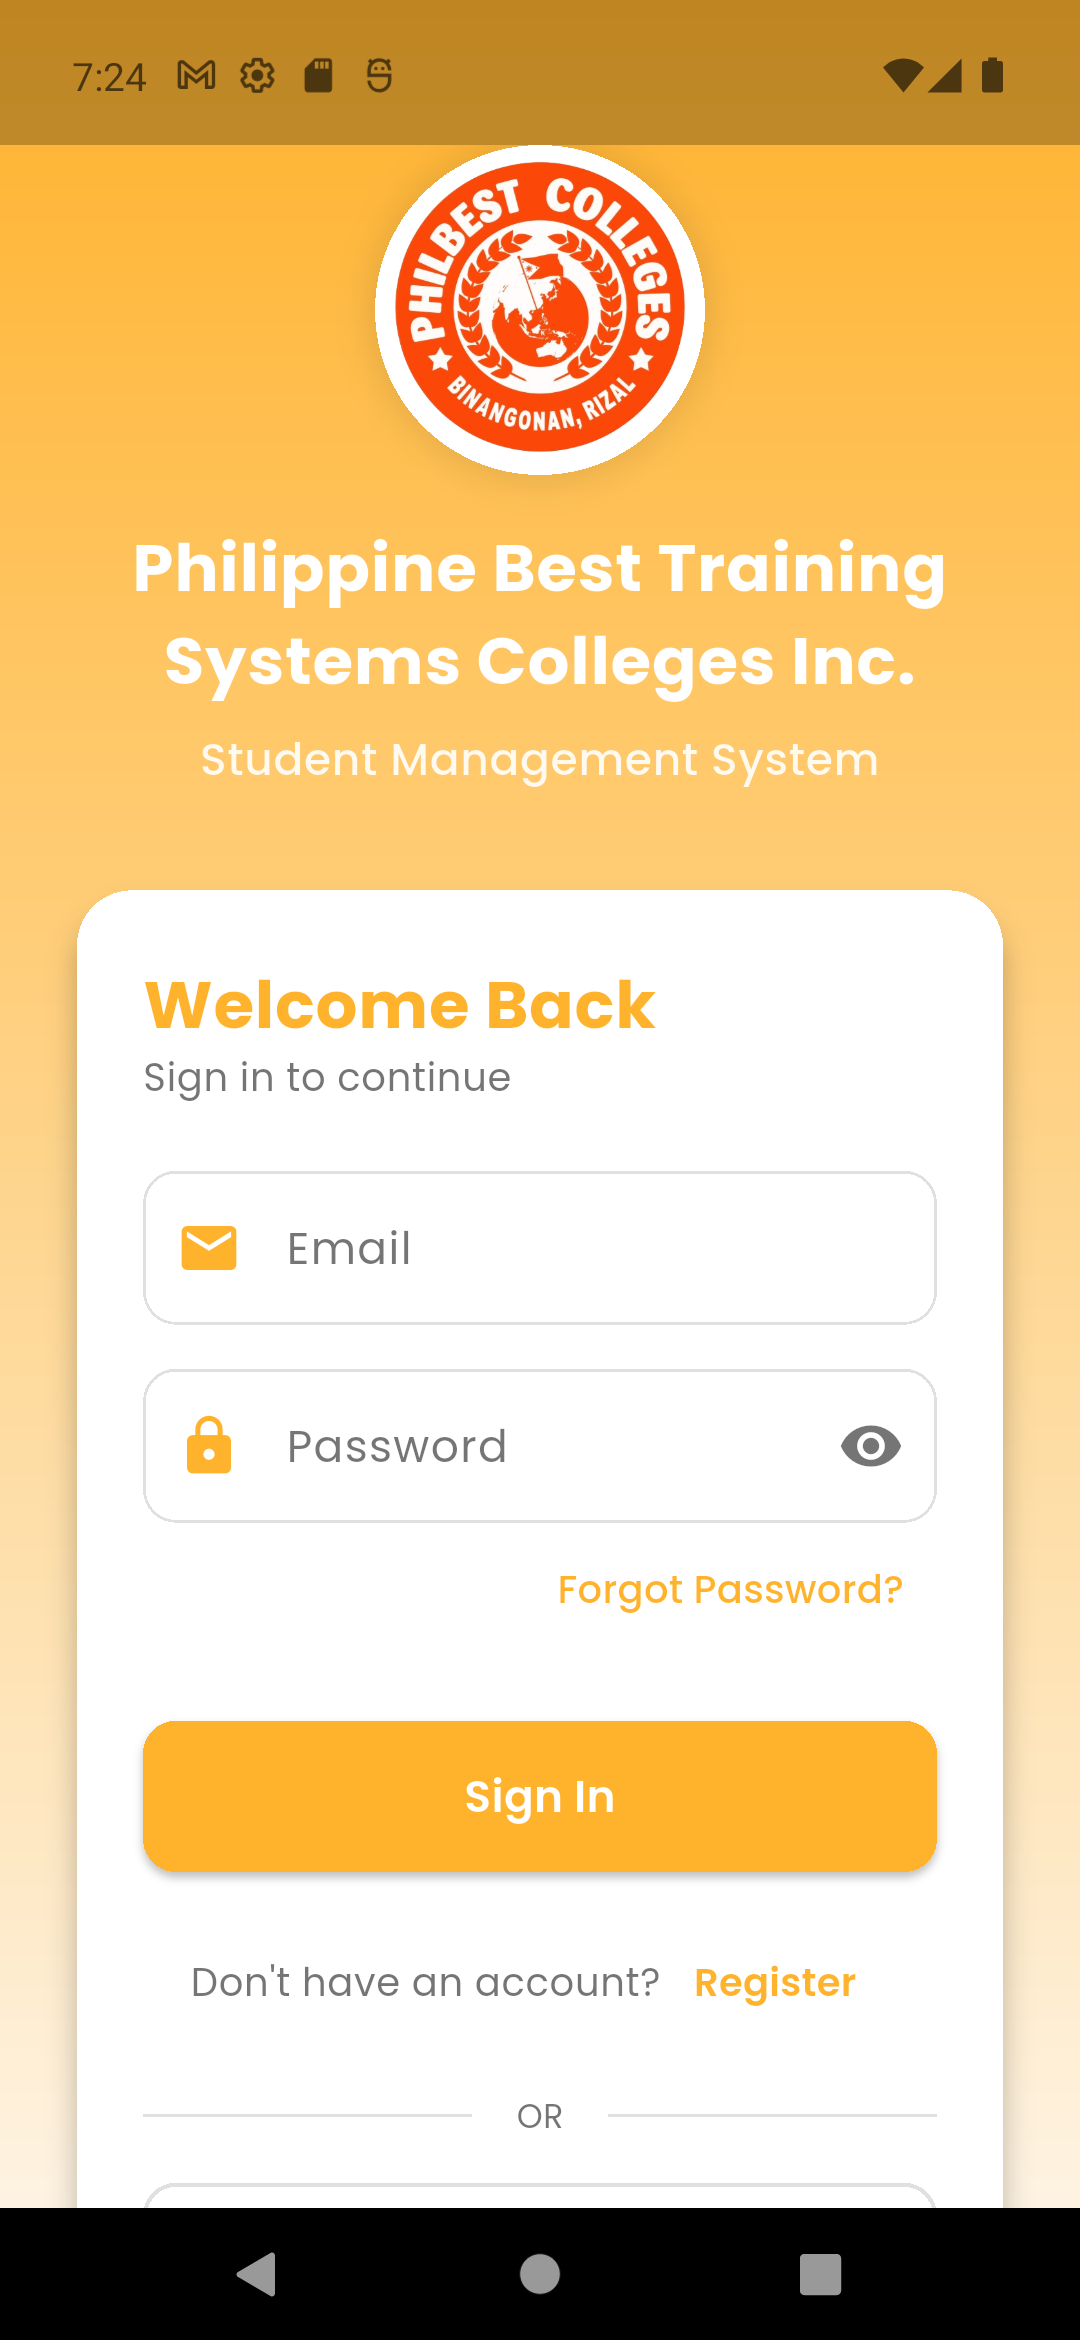 7:24
PHILBEST COLLEGES
BINANGONAN, RIZAL
Philippine Best Training
Systems Colleges Inc.
Student Management System
Welcome Back
Sign in to continue
Email
Password
Forgot Password?
Sign In
Don't have an account? Register
OR